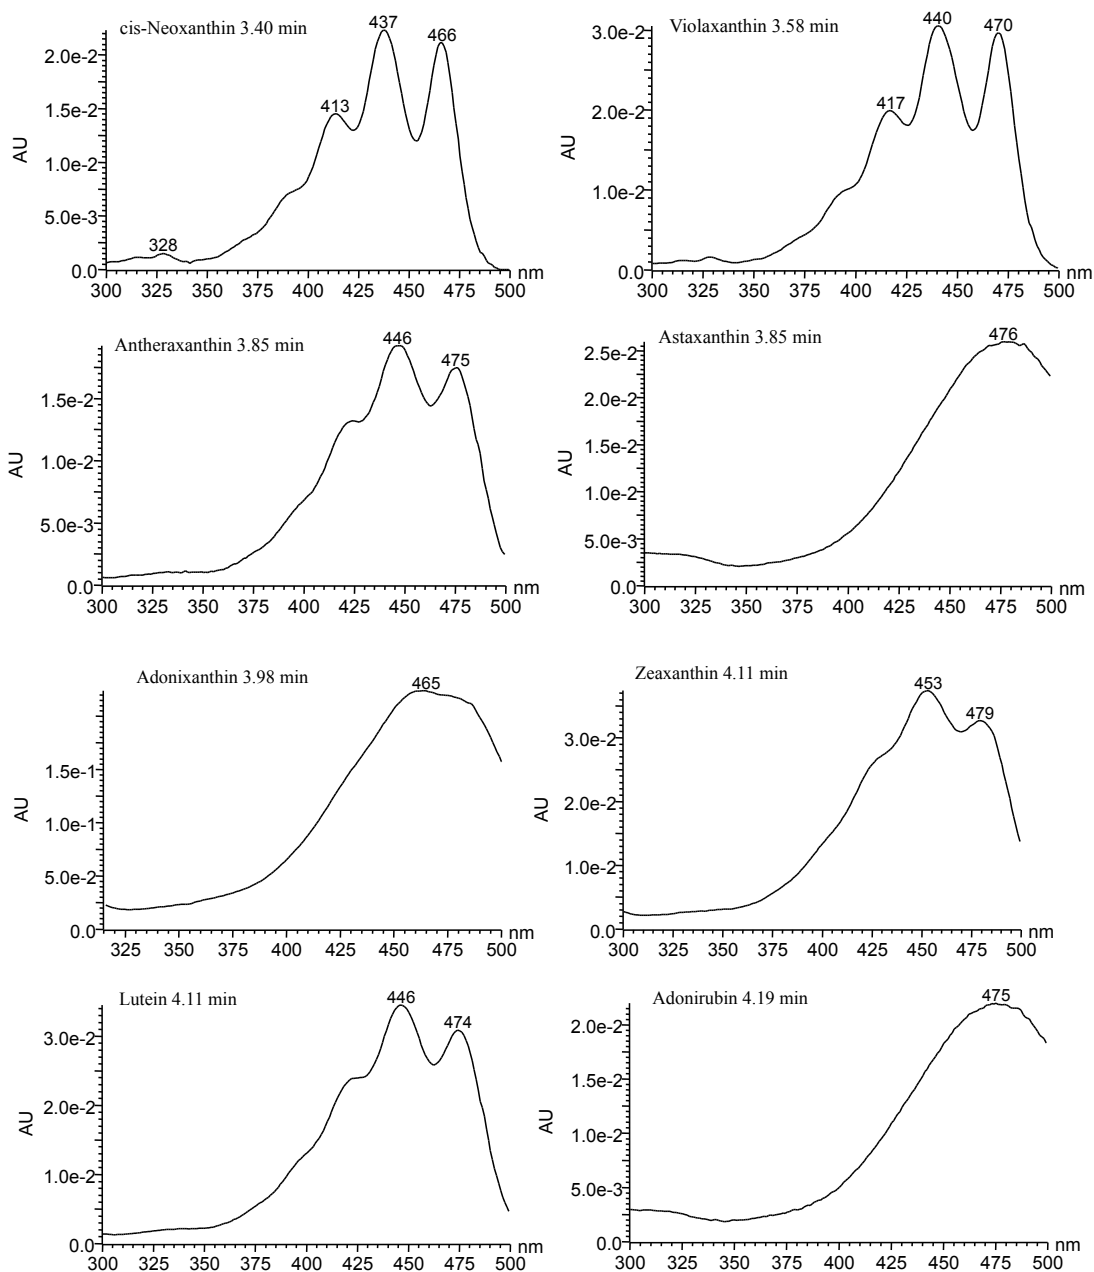 cis-Neoxanthin 3.40 min
437
466
413
328
2.0e-2
1.5e-2
1.0e-2
5.0e-3
0.0
AU
300 325 350 375 400 425 450 475 500 nm
Violaxanthin 3.58 min
440
470
417
3.0e-2
2.0e-2
1.0e-2
0.0
AU
300 325 350 375 400 425 450 475 500 nm
Antheraxanthin 3.85 min
446
475
1.5e-2
1.0e-2
5.0e-3
0.0
AU
300 325 350 375 400 425 450 475 500 nm
Astaxanthin 3.85 min
476
2.5e-2
2.0e-2
1.5e-2
1.0e-2
5.0e-3
0.0
AU
300 325 350 375 400 425 450 475 500 nm
Adonixanthin 3.98 min
465
1.5e-1
1.0e-1
5.0e-2
0.0
AU
325 350 375 400 425 450 475 500 nm
Zeaxanthin 4.11 min
453
479
3.0e-2
2.0e-2
1.0e-2
0.0
AU
300 325 350 375 400 425 450 475 500 nm
Lutein 4.11 min
446
474
3.0e-2
2.0e-2
1.0e-2
0.0
AU
300 325 350 375 400 425 450 475 500 nm
Adonirubin 4.19 min
475
2.0e-2
1.5e-2
1.0e-2
5.0e-3
0.0
AU
300 325 350 375 400 425 450 475 500 nm